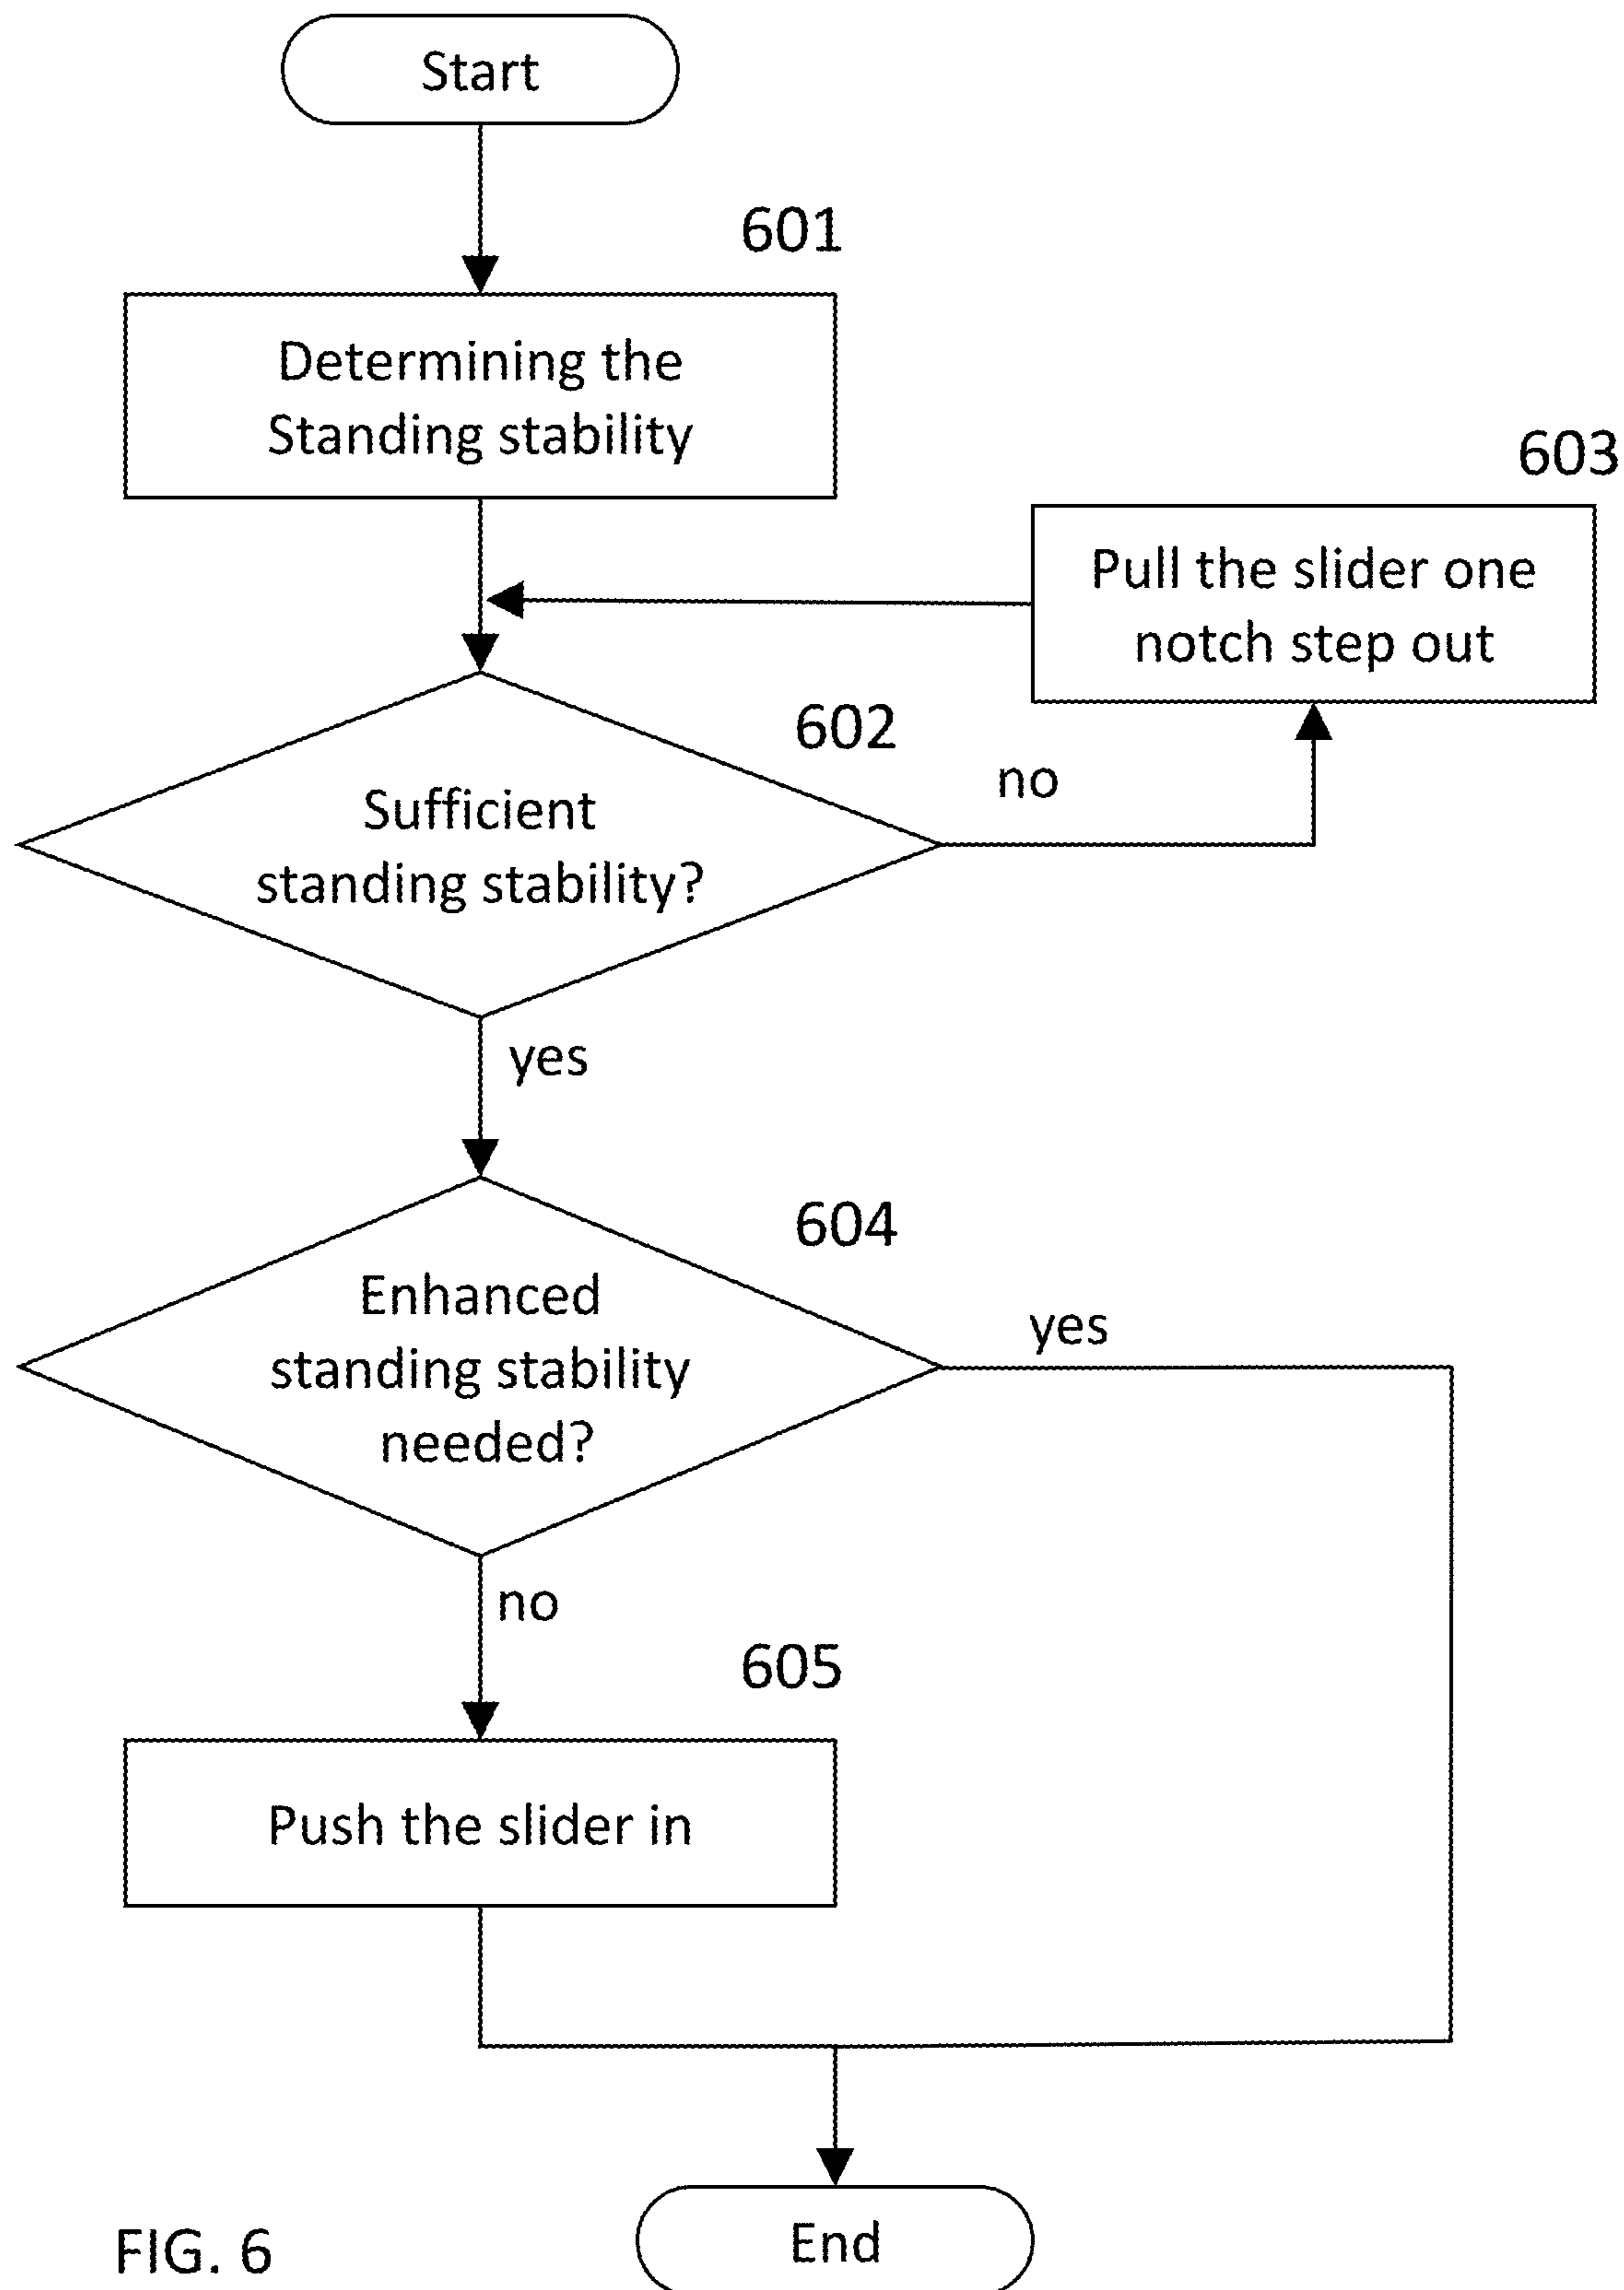 Start
601
Determining the
Standing stability
603
Pull the slider one
notch step out
602
no
Sufficient
standing stability?
yes
604
Enhanced
standing stability
needed?
yes
no
605
Push the slider in
End
FIG. 6